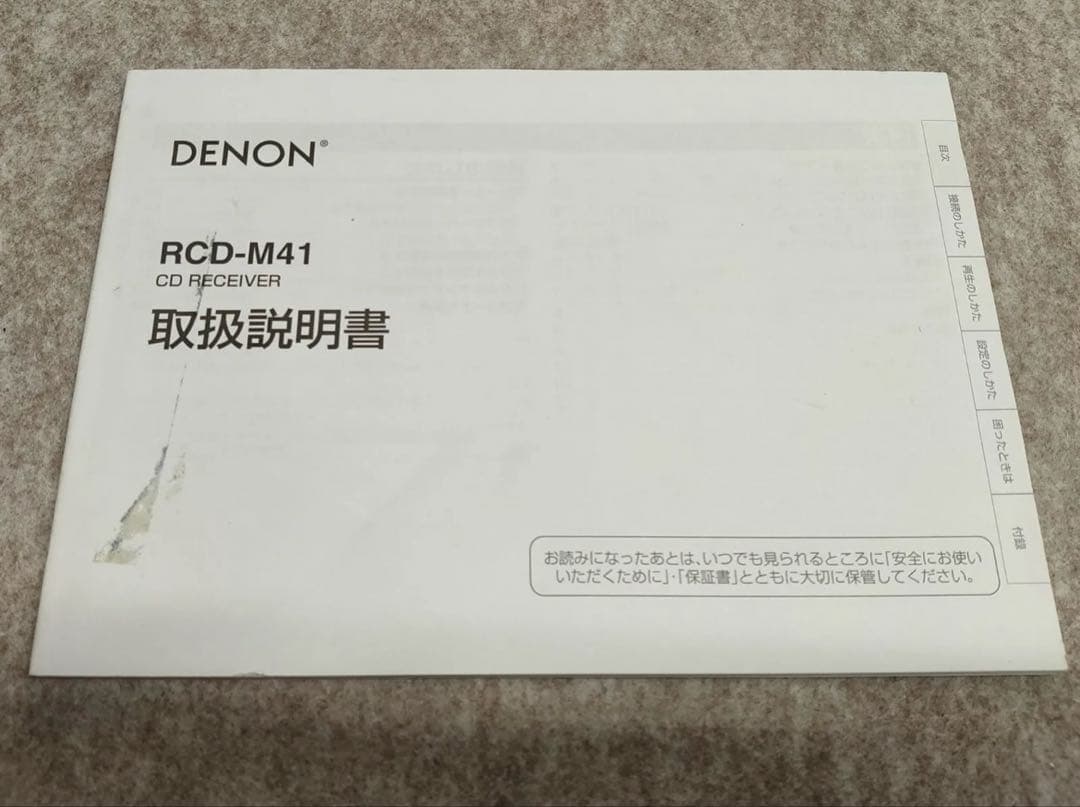 DENON®
RCD-M41
CD RECEIVER
取扱説明書
目次
接続のしかた
再生のしかた
設定のしかた
困ったときは
付録
お読みになったあとは、いつでも見られるところに「安全にお使い
いただくために」・「保証書」とともに大切に保管してください。